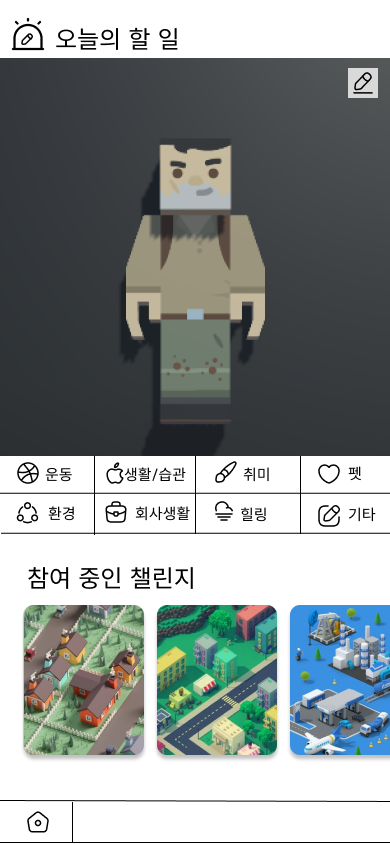 오늘의 할 일
운동 생활/습관 취미 펫
환경 회사생활 힐링 기타
참여 중인 챌린지